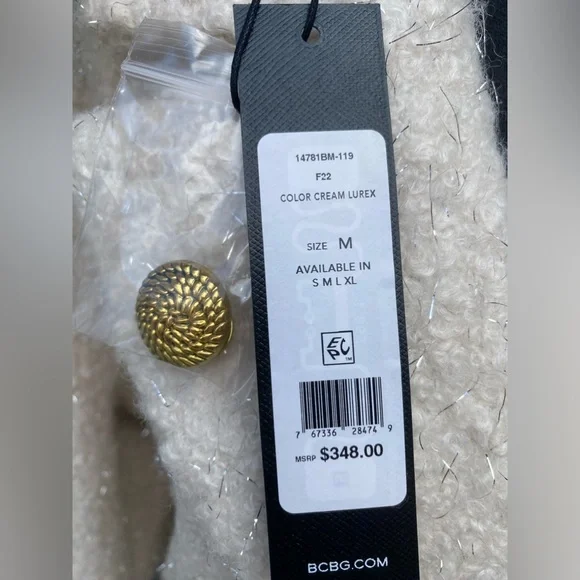 14781BM-119
F22
COLOR CREAM LUREX
SIZE M
AVAILABLE IN
S M L XL
EPC™
7 67336 28474 9
MSRP $348.00
BCBG.COM